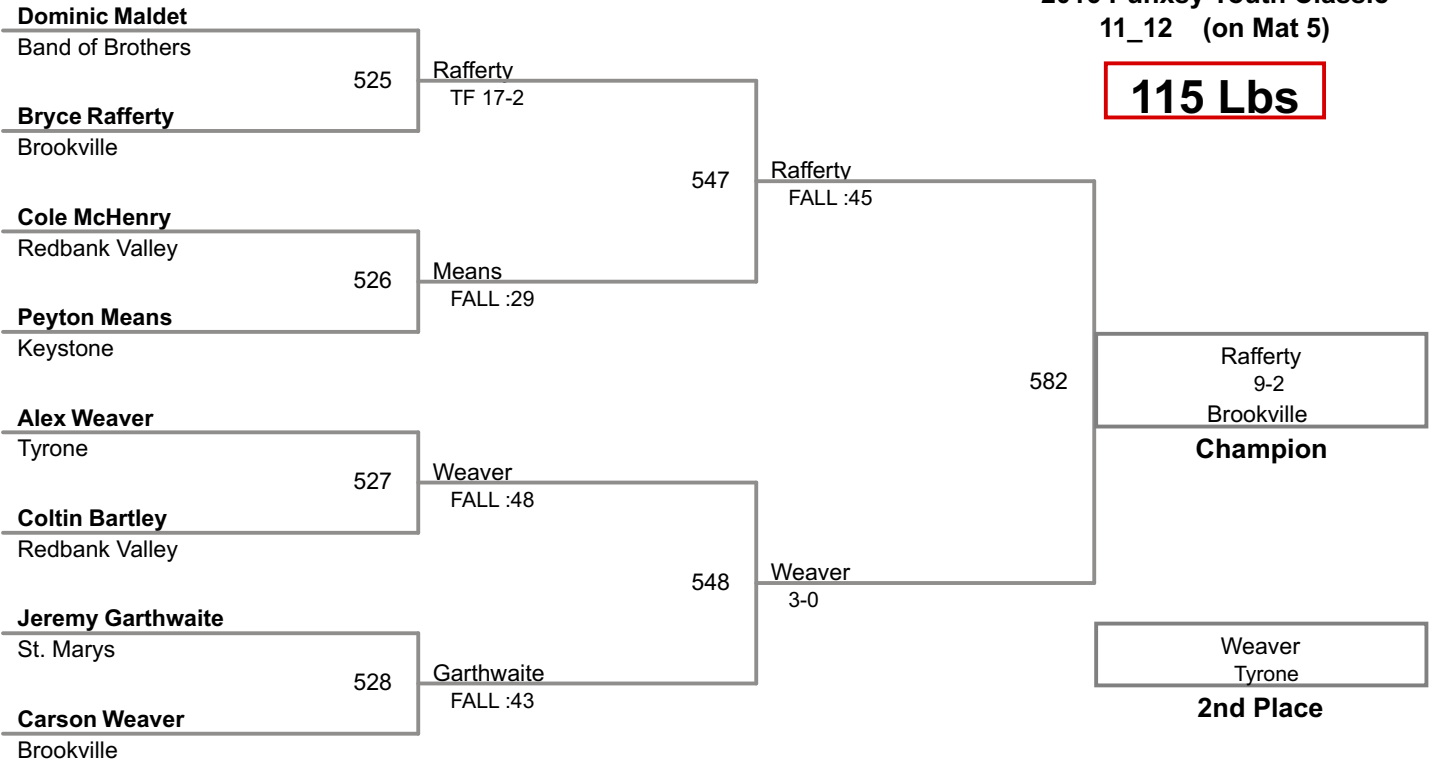 Youth Classic
11_12 (on Mat 5)
115 Lbs
Dominic Maldet
Band of Brothers
525
Rafferty
TF 17-2
Bryce Rafferty
Brookville
547
Rafferty
FALL :45
Cole McHenry
Redbank Valley
526
Means
FALL :29
Peyton Means
Keystone
582
Rafferty
9-2
Brookville
Champion
Alex Weaver
Tyrone
527
Weaver
FALL :48
Coltin Bartley
Redbank Valley
548
Weaver
3-0
Jeremy Garthwaite
St. Marys
528
Garthwaite
FALL :43
Carson Weaver
Brookville
Weaver
Tyrone
2nd Place